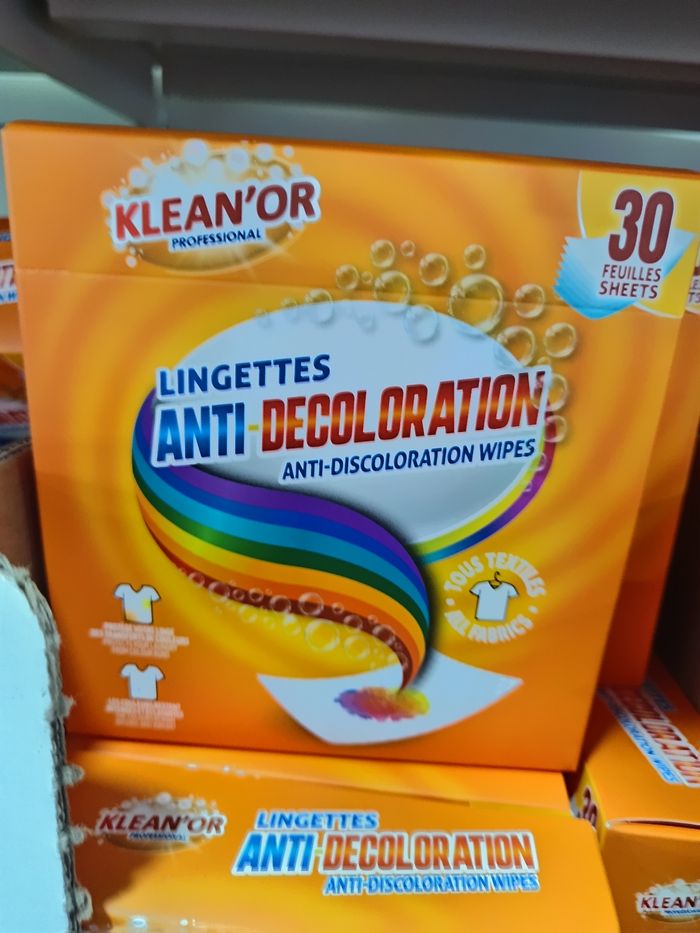 KLEAN'OR
PROFESSIONAL
30
FEUILLES
SHEETS
LINGETTES
ANTI-DECOLORATION
ANTI-DISCOLORATION WIPES
TOUS TEXTILES
ALL FABRICS
KLEAN'OR
PROFESSIONAL
LINGETTES
ANTI-DECOLORATION
ANTI-DISCOLORATION WIPES